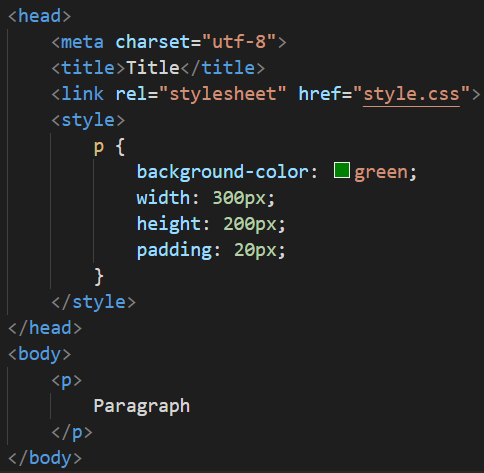 <head>
    <meta charset="utf-8">
    <title>Title</title>
    <link rel="stylesheet" href="style.css">
    <style>
        p {
            background-color: green;
            width: 300px;
            height: 200px;
            padding: 20px;
        }
    </style>
</head>
<body>
    <p>
        Paragraph
    </p>
</body>